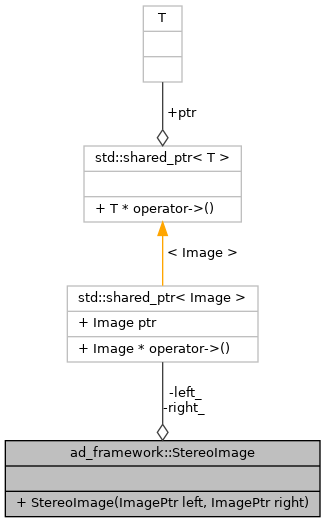 T
+ptr
std::shared_ptr< T >
+ T * operator->()
< Image >
std::shared_ptr< Image >
+ Image ptr
+ Image * operator->()
-left_
-right_
ad_framework::StereoImage
+ StereoImage(ImagePtr left, ImagePtr right)